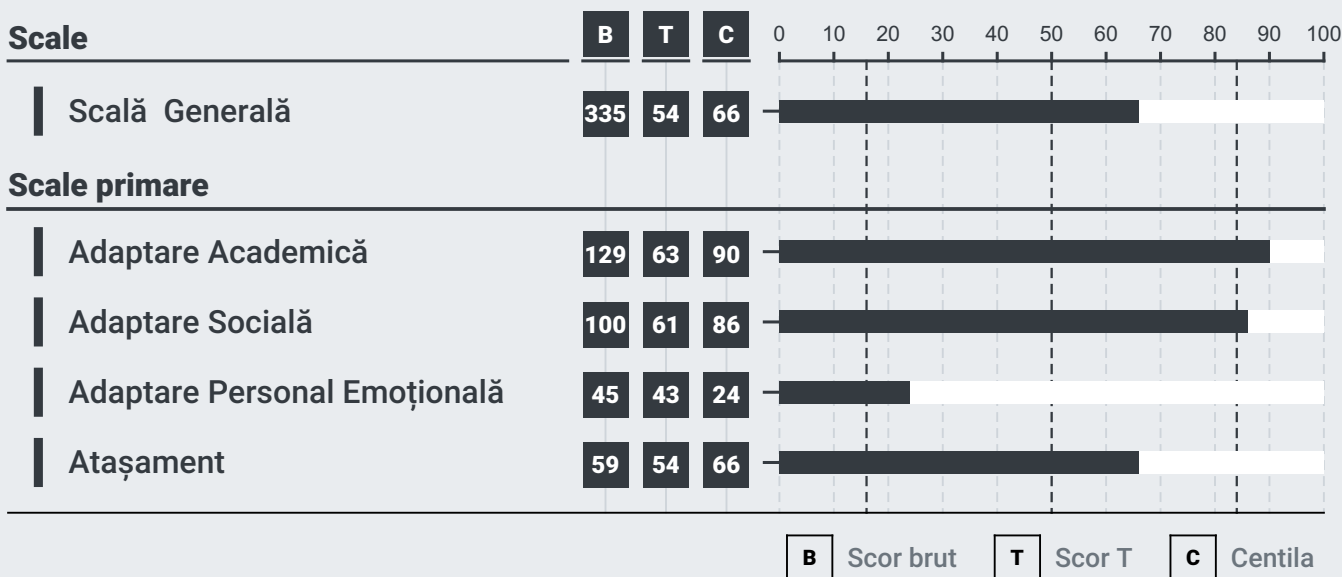 Scale B T C 0 10 20 30 40 50 60 70 80 90 100
Scală Generală 335 54 66
Scale primare
Adaptare Academică 129 63 90
Adaptare Socială 100 61 86
Adaptare Personal Emoțională 45 43 24
Atașament 59 54 66
B Scor brut T Scor T C Centila